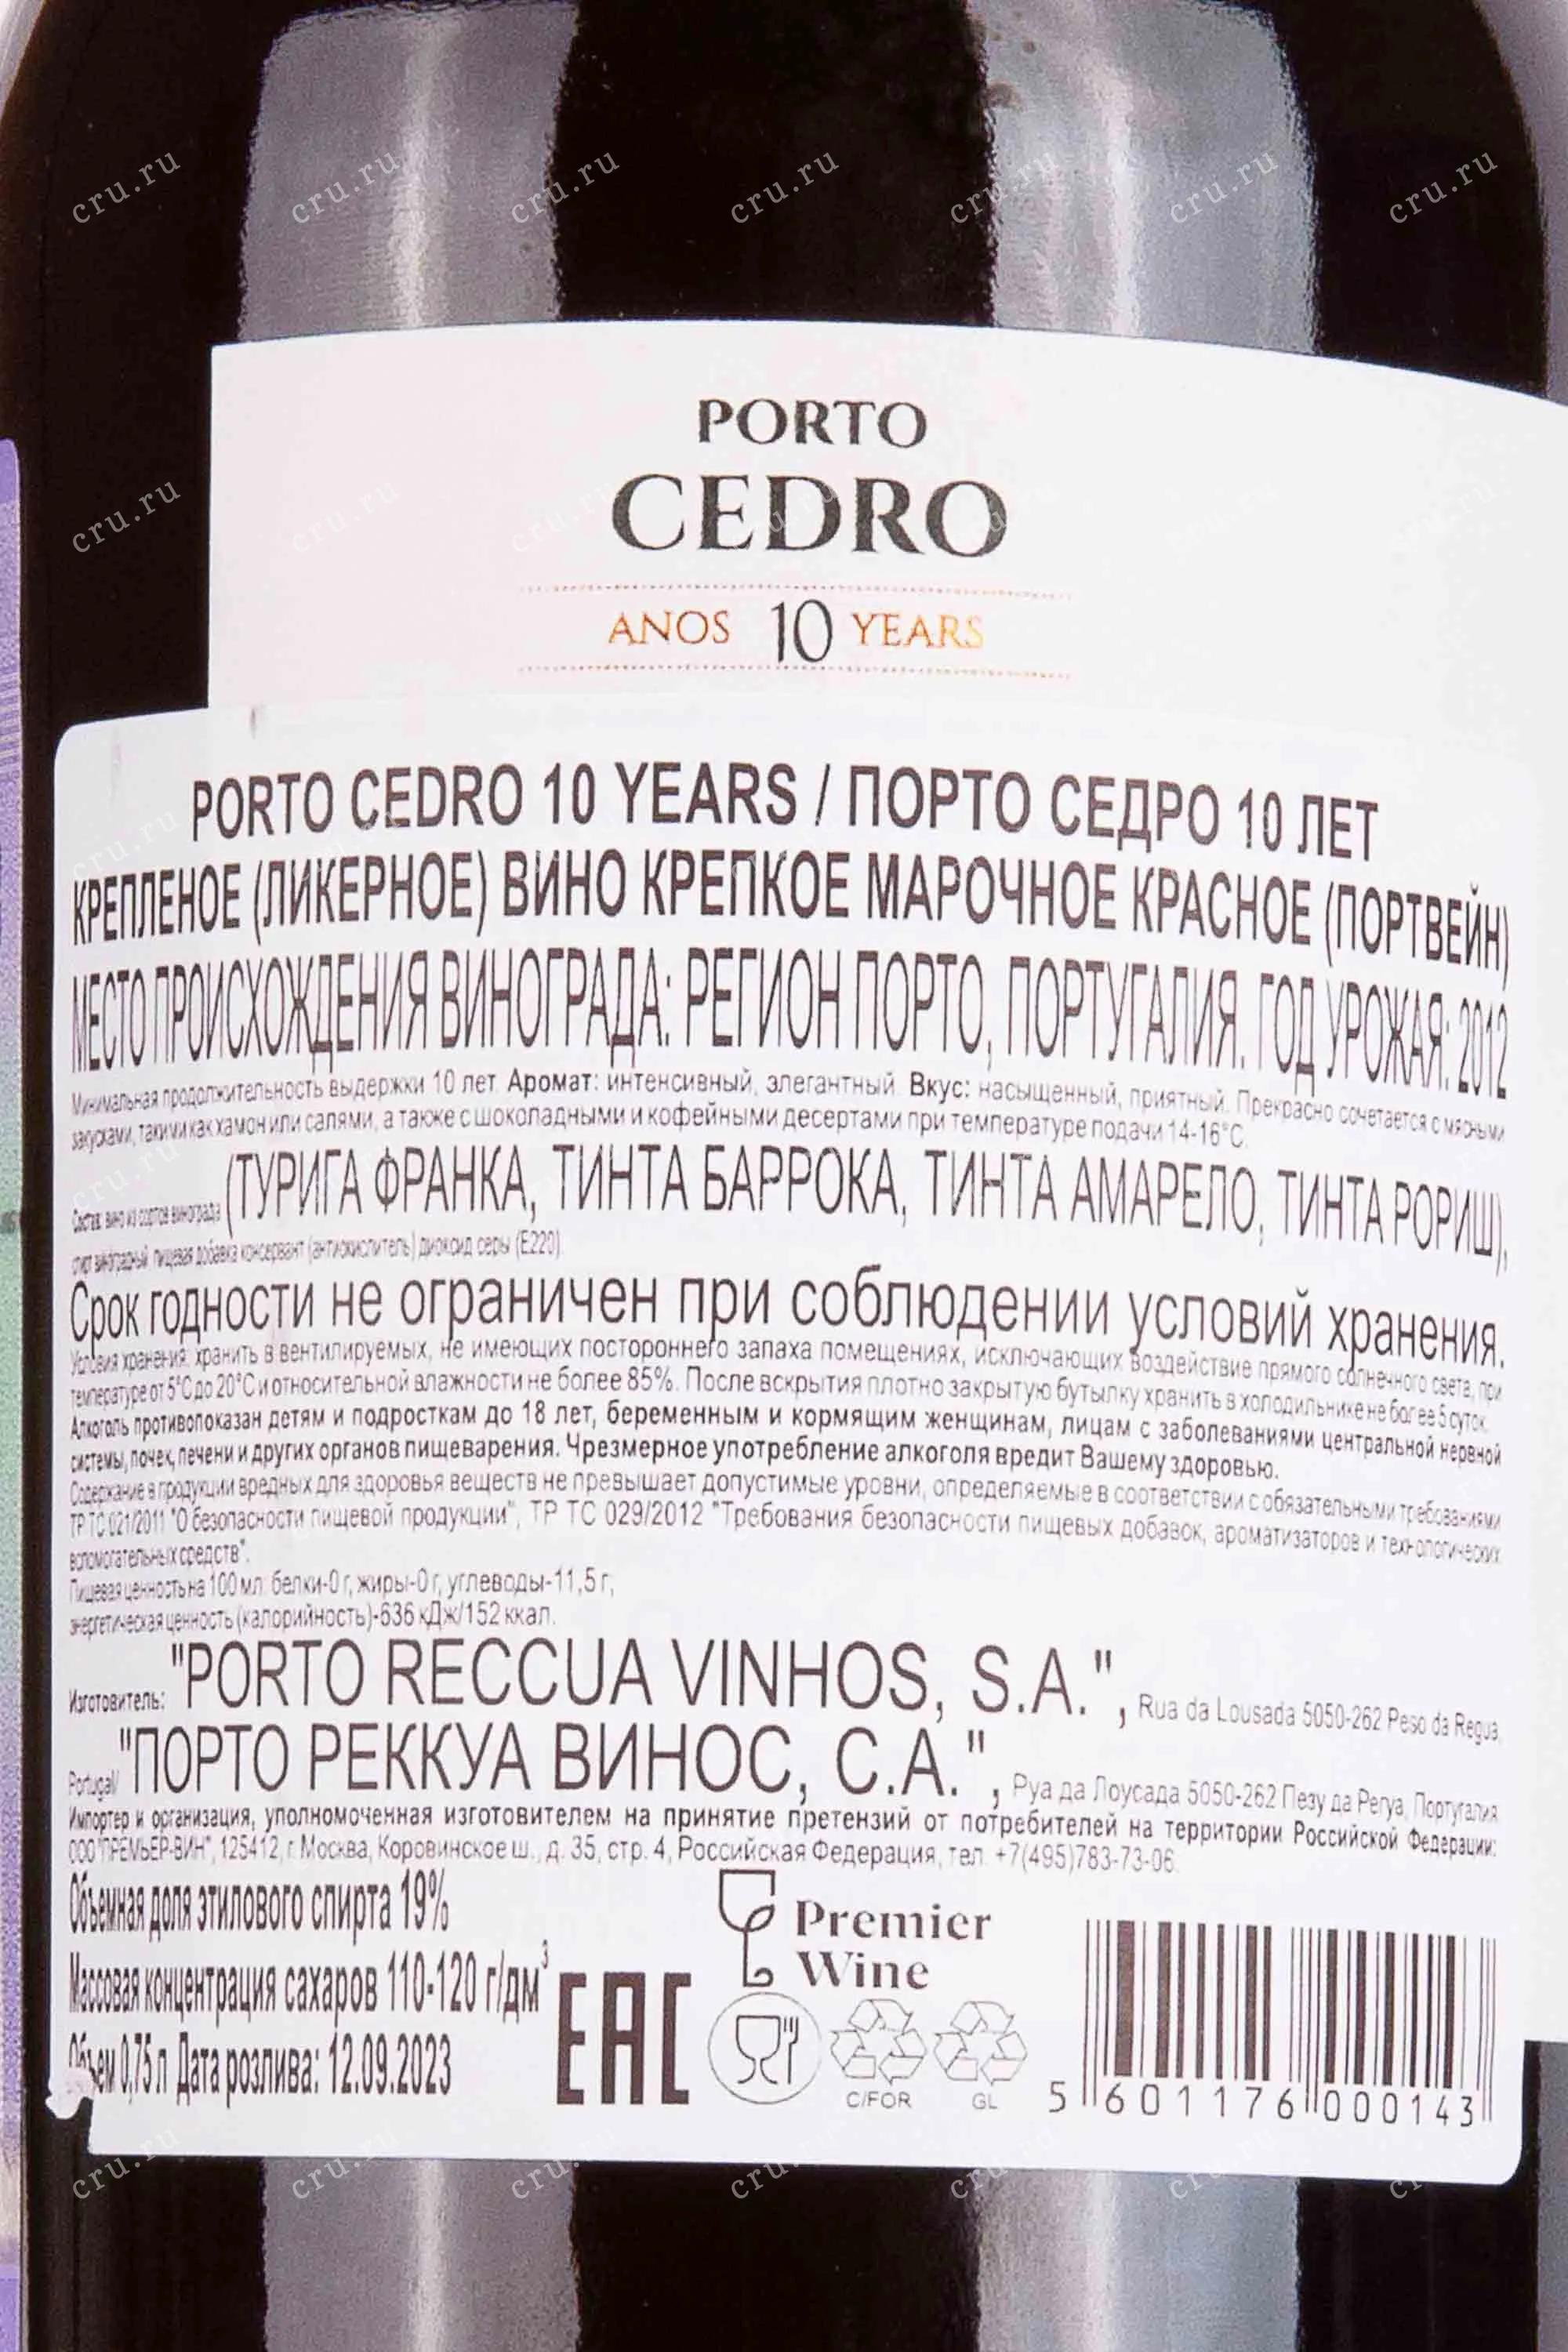 PORTO
CEDRO
ANOS 10 YEARS
PORTO CEDRO 10 YEARS / ПОРТО СЕДРО 10 ЛЕТ
КРЕПЛЕНОЕ (ЛИКЕРНОЕ) ВИНО КРЕПКОЕ МАРОЧНОЕ КРАСНОЕ (ПОРТВЕЙН)
МЕСТО ПРОИСХОЖДЕНИЯ ВИНОГРАДА: РЕГИОН ПОРТО, ПОРТУГАЛИЯ. ГОД УРОЖАЯ: 2012
Минимальная продолжительность выдержки 10 лет. Аромат: интенсивный, элегантный. Вкус: насыщенный, приятный. Прекрасно сочетается с мясными
закусками, такими как хамон или салями, а также с шоколадными и кофейными десертами при температуре подачи 14-16°С.
Состав: вино из сортов винограда (ТУРИГА ФРАНКА, ТИНТА БАРРОКА, ТИНТА АМАРЕЛО, ТИНТА РОРИШ),
спирт виноградный, пищевая добавка консервант (антиокислитель) диоксид серы (Е220)
Срок годности не ограничен при соблюдении условий хранения.
Условия хранения: хранить в вентилируемых, не имеющих постороннего запаха помещениях, исключающих воздействие прямого солнечного света, при
температуре от 5°С до 20°С и относительной влажности не более 85%. После вскрытия плотно закрытую бутылку хранить в холодильнике не более 5 суток.
Алкоголь противопоказан детям и подросткам до 18 лет, беременным и кормящим женщинам, лицам с заболеваниями центральной нервной
системы, почек, печени и других органов пищеварения. Чрезмерное употребление алкоголя вредит Вашему здоровью.
Содержание в продукции вредных для здоровья веществ не превышает допустимые уровни, определяемые в соответствии с обязательными требованиями
ТР ТС 021/2011 "О безопасности пищевой продукции", ТР ТС 029/2012 "Требования безопасности пищевых добавок, ароматизаторов и технологических
вспомогательных средств".
Пищевая ценность на 100 мл: белки-0 г, жиры-0 г, углеводы-11,5 г;
энергетическая ценность (калорийность)-636 кДж/152 ккал.
Изготовитель: "PORTO RECCUA VINHOS, S.A.", Rua da Lousada 5050-262 Peso da Regua,
Portugal/ "ПОРТО РЕККУА ВИНОС, С.А.", Руа да Лоусада 5050-262 Пезу да Регуа, Португалия
Импортер и организация, уполномоченная изготовителем на принятие претензий от потребителей на территории Российской Федерации:
ООО "ПРЕМЬЕР-ВИН", 125412, г. Москва, Коровинское ш., д. 35, стр. 4, Российская Федерация, тел. +7(495)783-73-06.
Объемная доля этилового спирта 19%
Массовая концентрация сахаров 110-120 г/дм³
Объем 0,75 л Дата розлива: 12.09.2023
EAC
Premier
Wine
C/FOR
GL
5 601176 000143
cru.ru